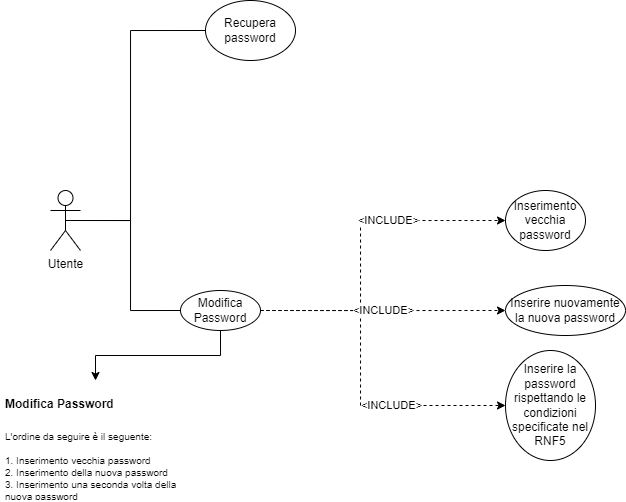 Recupera
password
Utente
Modifica
Password
<INCLUDE>
Inserimento
vecchia
password
<INCLUDE>
Inserire nuovamente
la nuova password
<INCLUDE>
Inserire la
password
rispettando le
condizioni
specificate nel
RNF5
Modifica Password
L'ordine da seguire è il seguente:
1. Inserimento vecchia password
2. Inserimento della nuova password
3. Inserimento una seconda volta della
nuova password